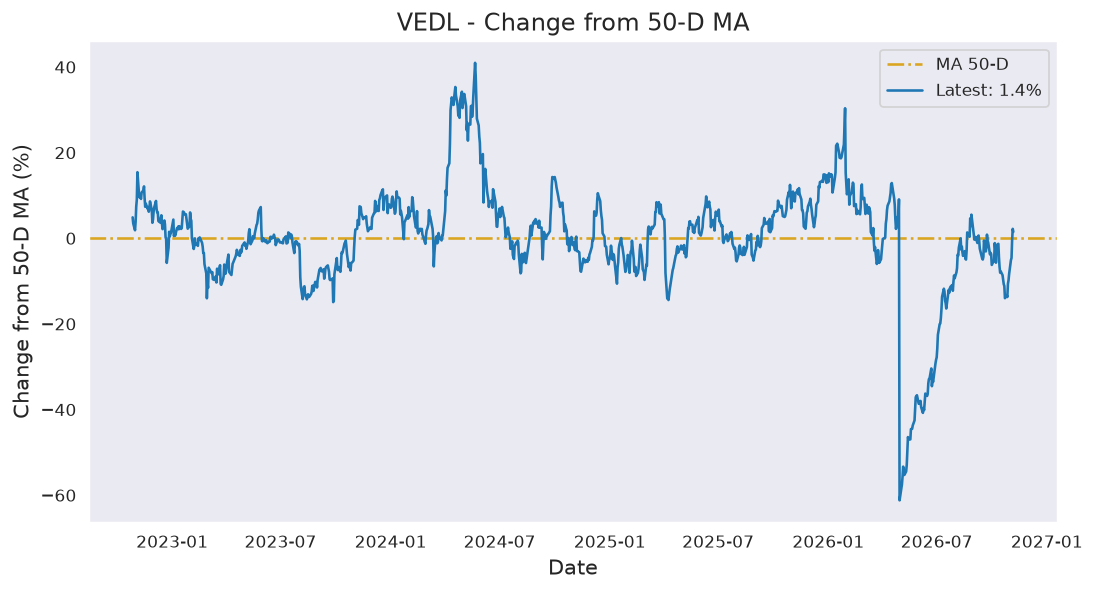 VEDL - Change from 50-D MA
MA 50-D
Latest: 1.4%
Change from 50-D MA (%)
40
20
0
−20
−40
−60
2023-01 2023-07 2024-01 2024-07 2025-01 2025-07 2026-01 2026-07 2027-01
Date